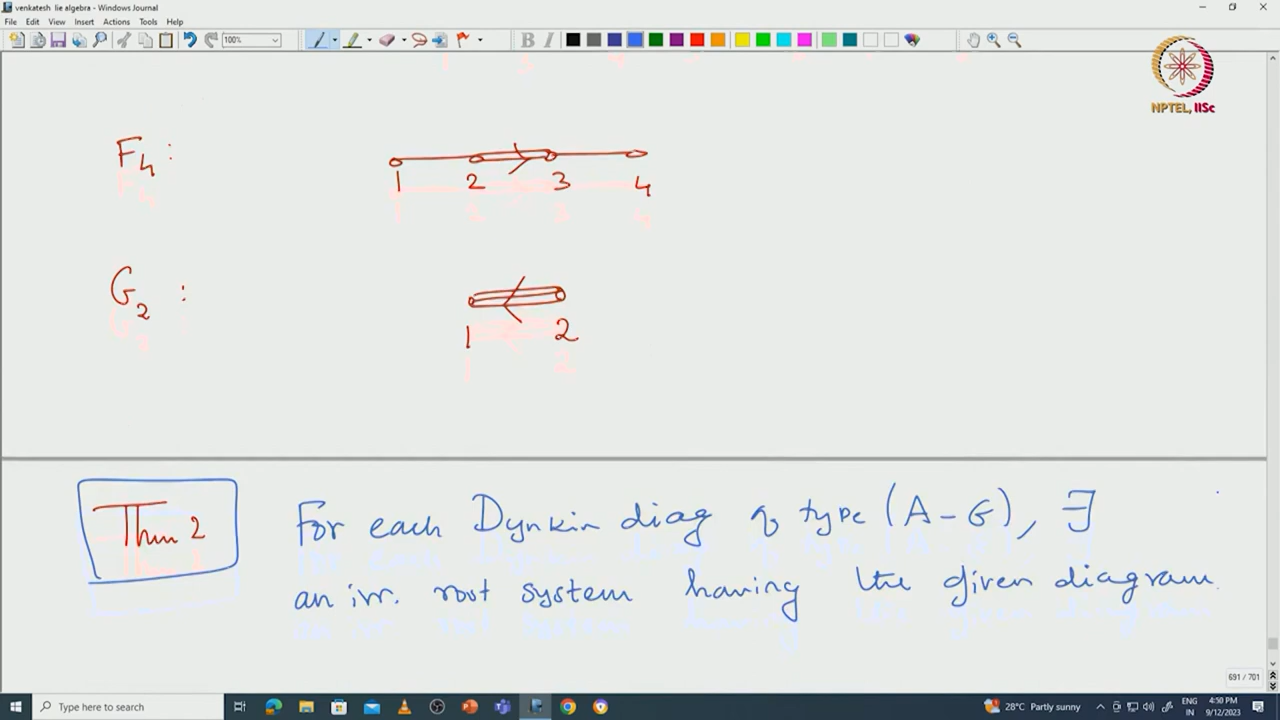 venkatesh lie algebra - Windows Journal
File Edit View Insert Actions Tools Help
100%
B I
NPTEL, IISc
F4:
1 2 3 4
G2 :
1 2
Thm 2
For each Dynkin diag of type (A-G), ∃
an irr. root system having the given diagram.
691 / 701
Type here to search
28°C Partly sunny
ENG
IN
4:50 PM
9/12/2023